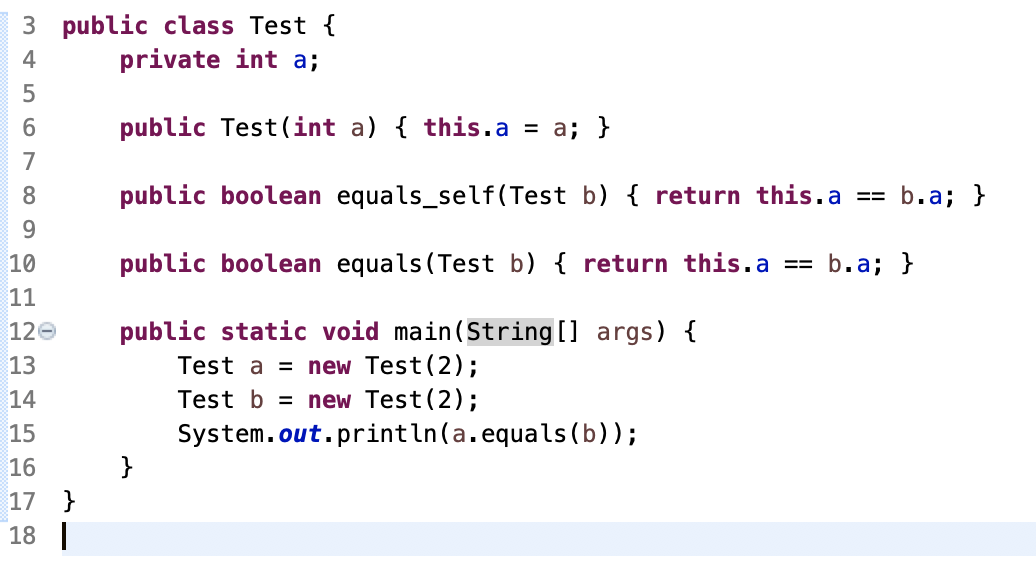 3 public class Test {
4     private int a;
5
6     public Test(int a) { this.a = a; }
7
8     public boolean equals_self(Test b) { return this.a == b.a; }
9
10     public boolean equals(Test b) { return this.a == b.a; }
11
12     public static void main(String[] args) {
13         Test a = new Test(2);
14         Test b = new Test(2);
15         System.out.println(a.equals(b));
16     }
17 }
18